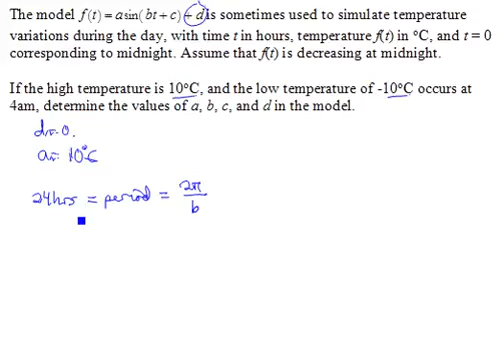 The model f(t) = a sin(bt + c) + d is sometimes used to simulate temperature
variations during the day, with time t in hours, temperature f(t) in °C, and t = 0
corresponding to midnight. Assume that f(t) is decreasing at midnight.
If the high temperature is 10°C, and the low temperature of -10°C occurs at
4am, determine the values of a, b, c, and d in the model.
d = 0.
a = 10°C
24hrs = period = 2π/b